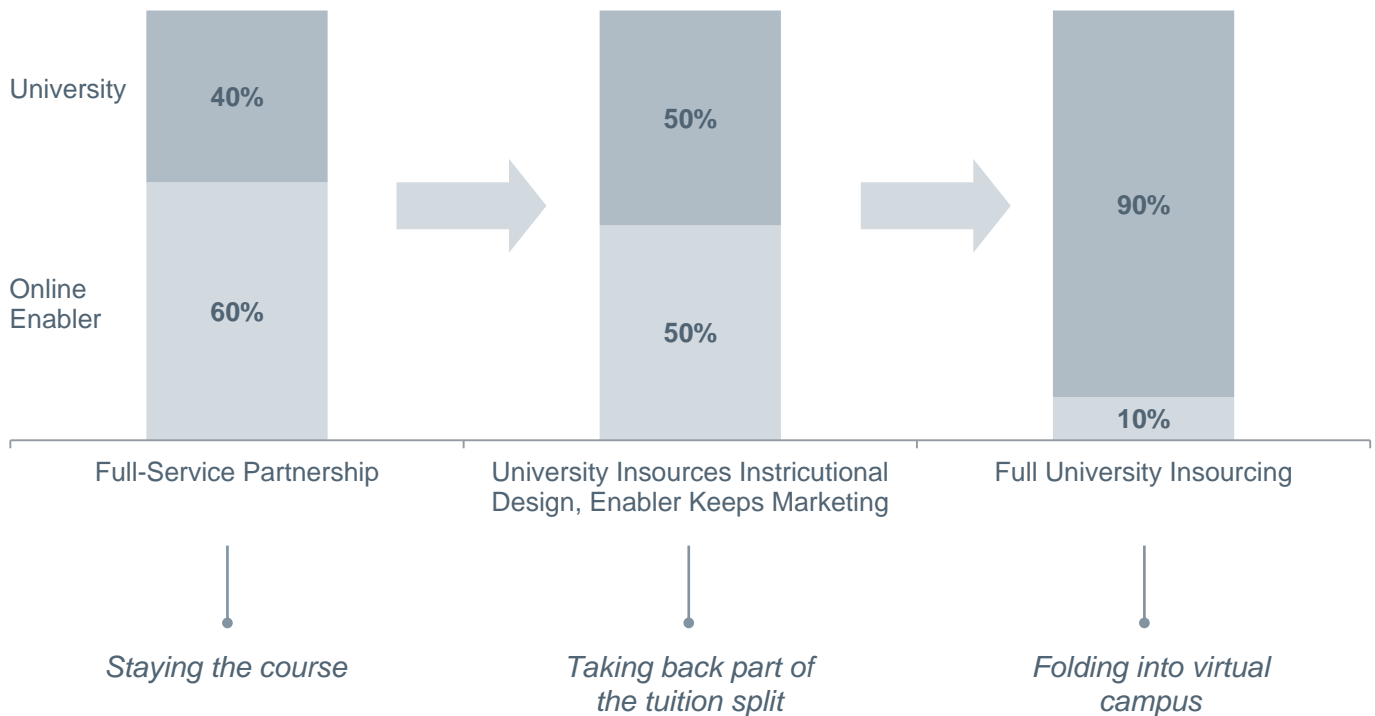 University
40%
50%
90%
Online
Enabler
60%
50%
10%
Full-Service Partnership
University Insources Instricutional
Design, Enabler Keeps Marketing
Full University Insourcing
Staying the course
Taking back part of
the tuition split
Folding into virtual
campus